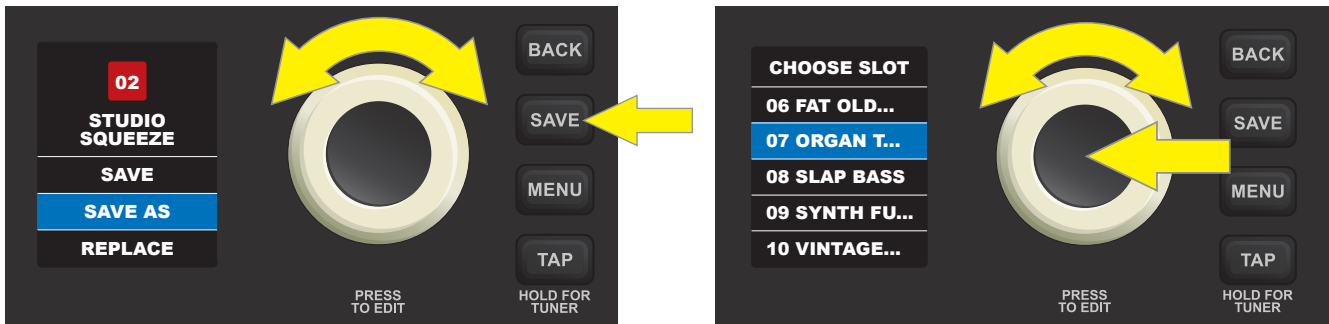 02
STUDIO
SQUEEZE
SAVE
SAVE AS
REPLACE
BACK
SAVE
MENU
TAP
PRESS
TO EDIT
HOLD FOR
TUNER
CHOOSE SLOT
06 FAT OLD...
07 ORGAN T...
08 SLAP BASS
09 SYNTH FU...
10 VINTAGE...
BACK
SAVE
MENU
TAP
PRESS
TO EDIT
HOLD FOR
TUNER